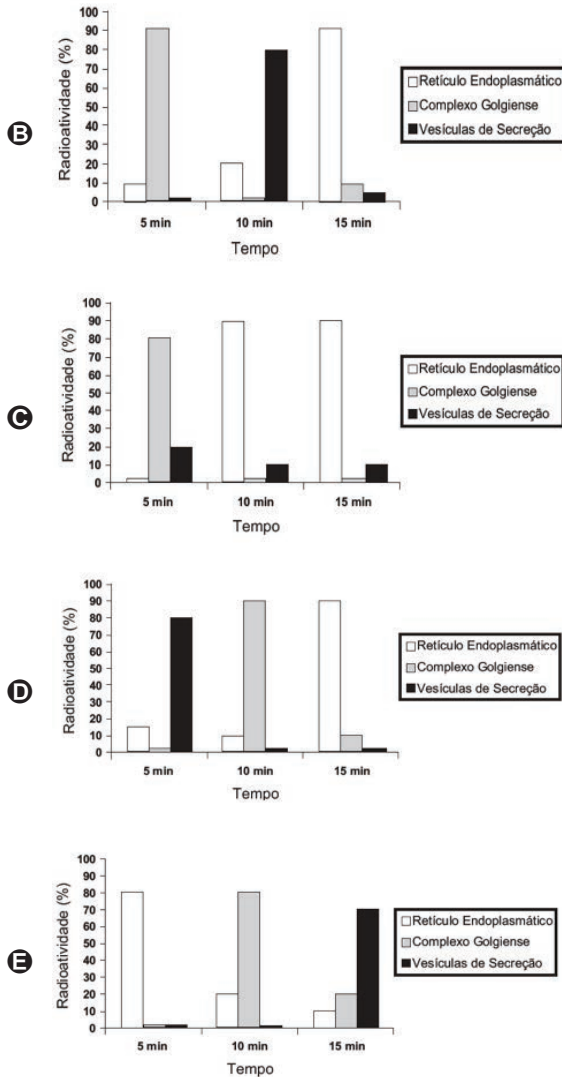 B
Radioatividade (%)
100
90
80
70
60
50
40
30
20
10
0
5 min 10 min 15 min
Tempo
Retículo Endoplasmático
Complexo Golgiense
Vesículas de Secreção
C
Radioatividade (%)
100
90
80
70
60
50
40
30
20
10
0
5 min 10 min 15 min
Tempo
Retículo Endoplasmático
Complexo Golgiense
Vesículas de Secreção
D
Radioatividade (%)
100
90
80
70
60
50
40
30
20
10
0
5 min 10 min 15 min
Tempo
Retículo Endoplasmático
Complexo Golgiense
Vesículas de Secreção
E
Radioatividade (%)
100
90
80
70
60
50
40
30
20
10
0
5 min 10 min 15 min
Tempo
Retículo Endoplasmático
Complexo Golgiense
Vesículas de Secreção